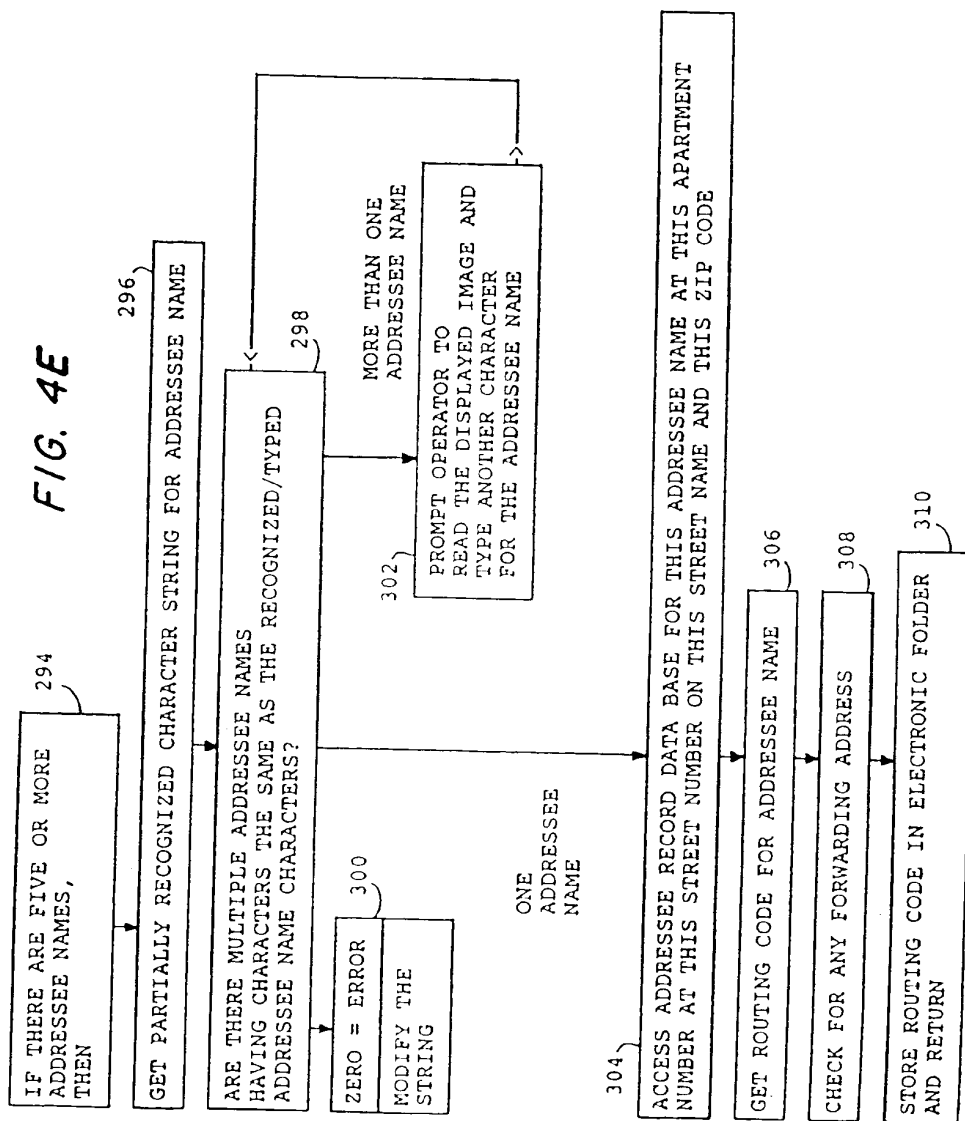 FIG. 4E
IF THERE ARE FIVE OR MORE
ADDRESSEE NAMES,
THEN
294
GET PARTIALLY RECOGNIZED CHARACTER STRING FOR ADDRESSEE NAME
296
ARE THERE MULTIPLE ADDRESSEE NAMES
HAVING CHARACTERS THE SAME AS THE RECOGNIZED/TYPED
ADDRESSEE NAME CHARACTERS?
298
ZERO = ERROR
MODIFY THE
STRING
300
MORE THAN ONE
ADDRESSEE NAME
302
PROMPT OPERATOR TO
READ THE DISPLAYED IMAGE AND
TYPE ANOTHER CHARACTER
FOR THE ADDRESSEE NAME
ONE
ADDRESSEE
NAME
304
ACCESS ADDRESSEE RECORD DATA BASE FOR THIS ADDRESSEE NAME AT THIS APARTMENT
NUMBER AT THIS STREET NUMBER ON THIS STREET NAME AND THIS ZIP CODE
GET ROUTING CODE FOR ADDRESSEE NAME
306
CHECK FOR ANY FORWARDING ADDRESS
308
STORE ROUTING CODE IN ELECTRONIC FOLDER
AND RETURN
310